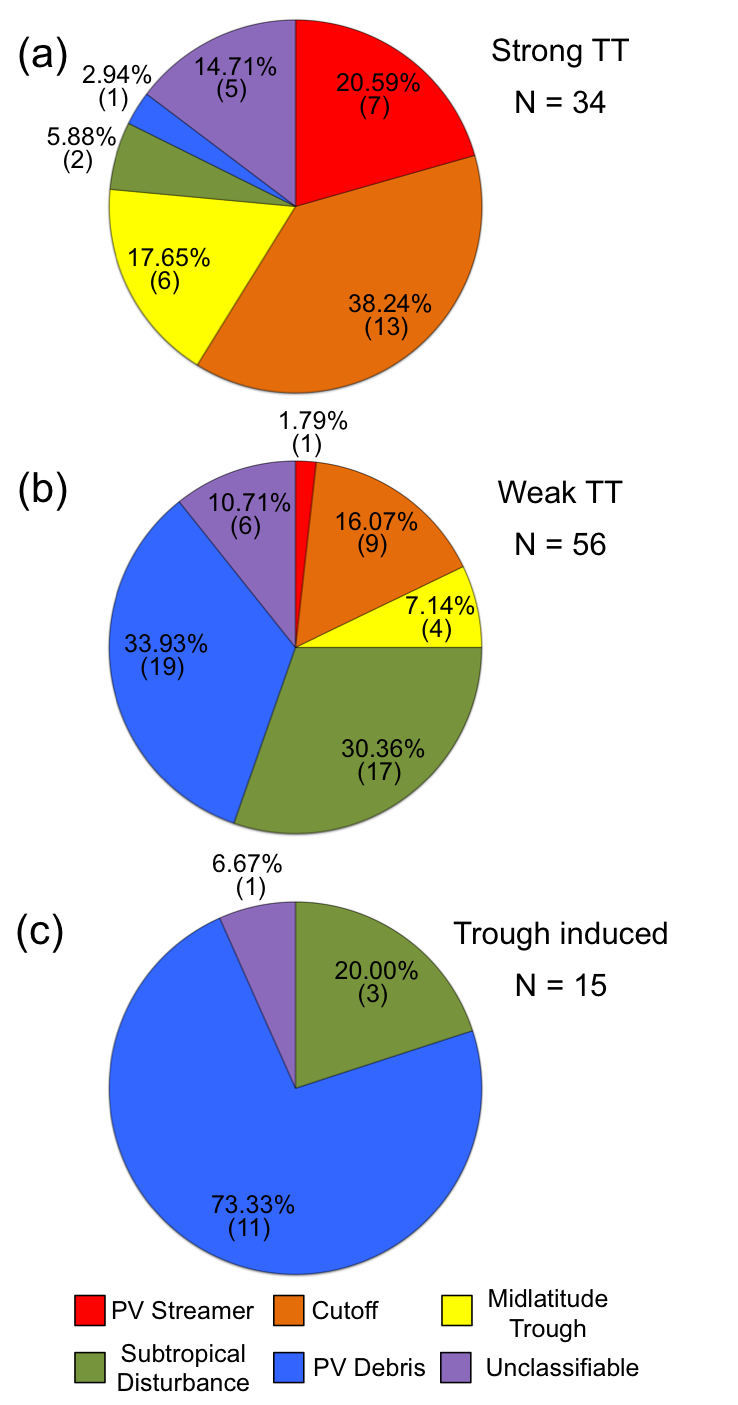 (a)
Strong TT
N = 34
20.59%
(7)
38.24%
(13)
17.65%
(6)
5.88%
(2)
2.94%
(1)
14.71%
(5)
(b)
Weak TT
N = 56
1.79%
(1)
16.07%
(9)
7.14%
(4)
30.36%
(17)
33.93%
(19)
10.71%
(6)
(c)
Trough induced
N = 15
20.00%
(3)
73.33%
(11)
6.67%
(1)
PV Streamer
Cutoff
Midlatitude
Trough
Subtropical
Disturbance
PV Debris
Unclassifiable